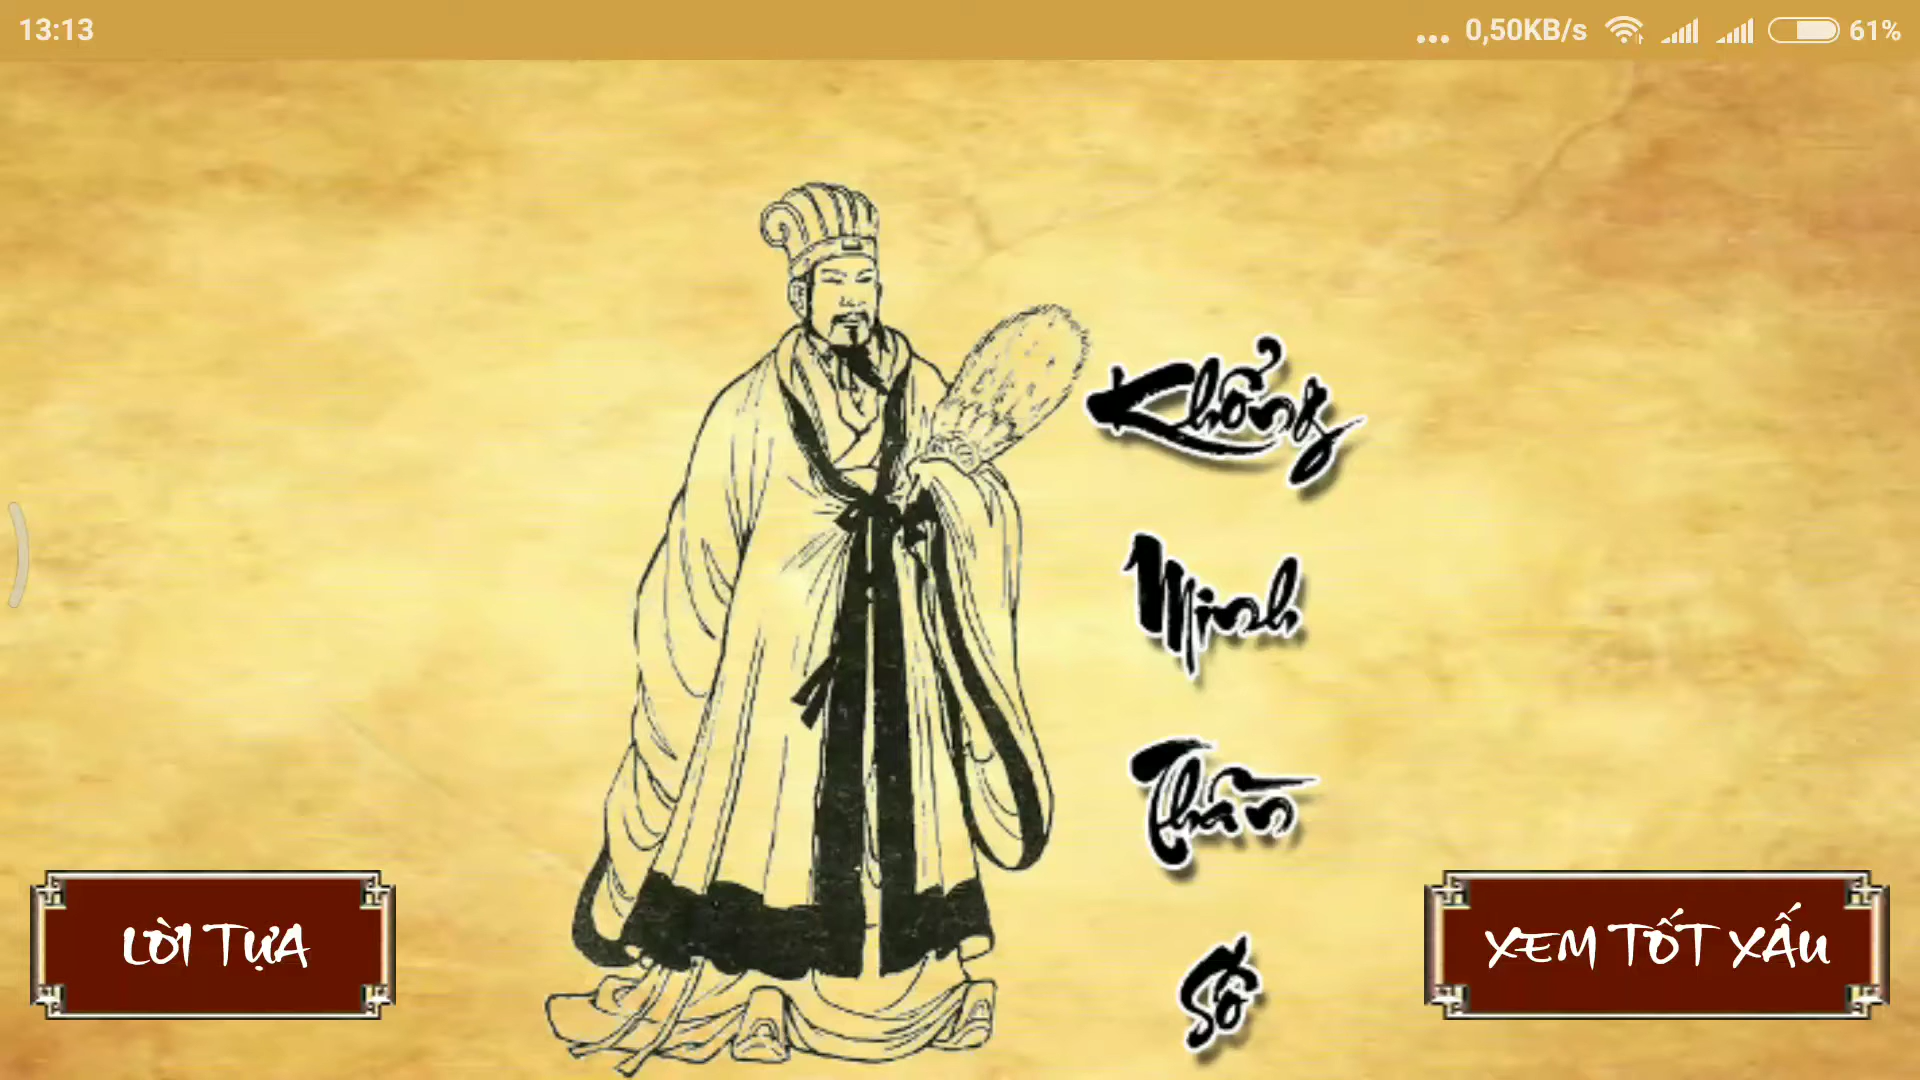 13:13
... 0,50KB/s 61%
Khổng
Minh
Thần
Số
LỜI TỰA
XEM TỐT XẤU